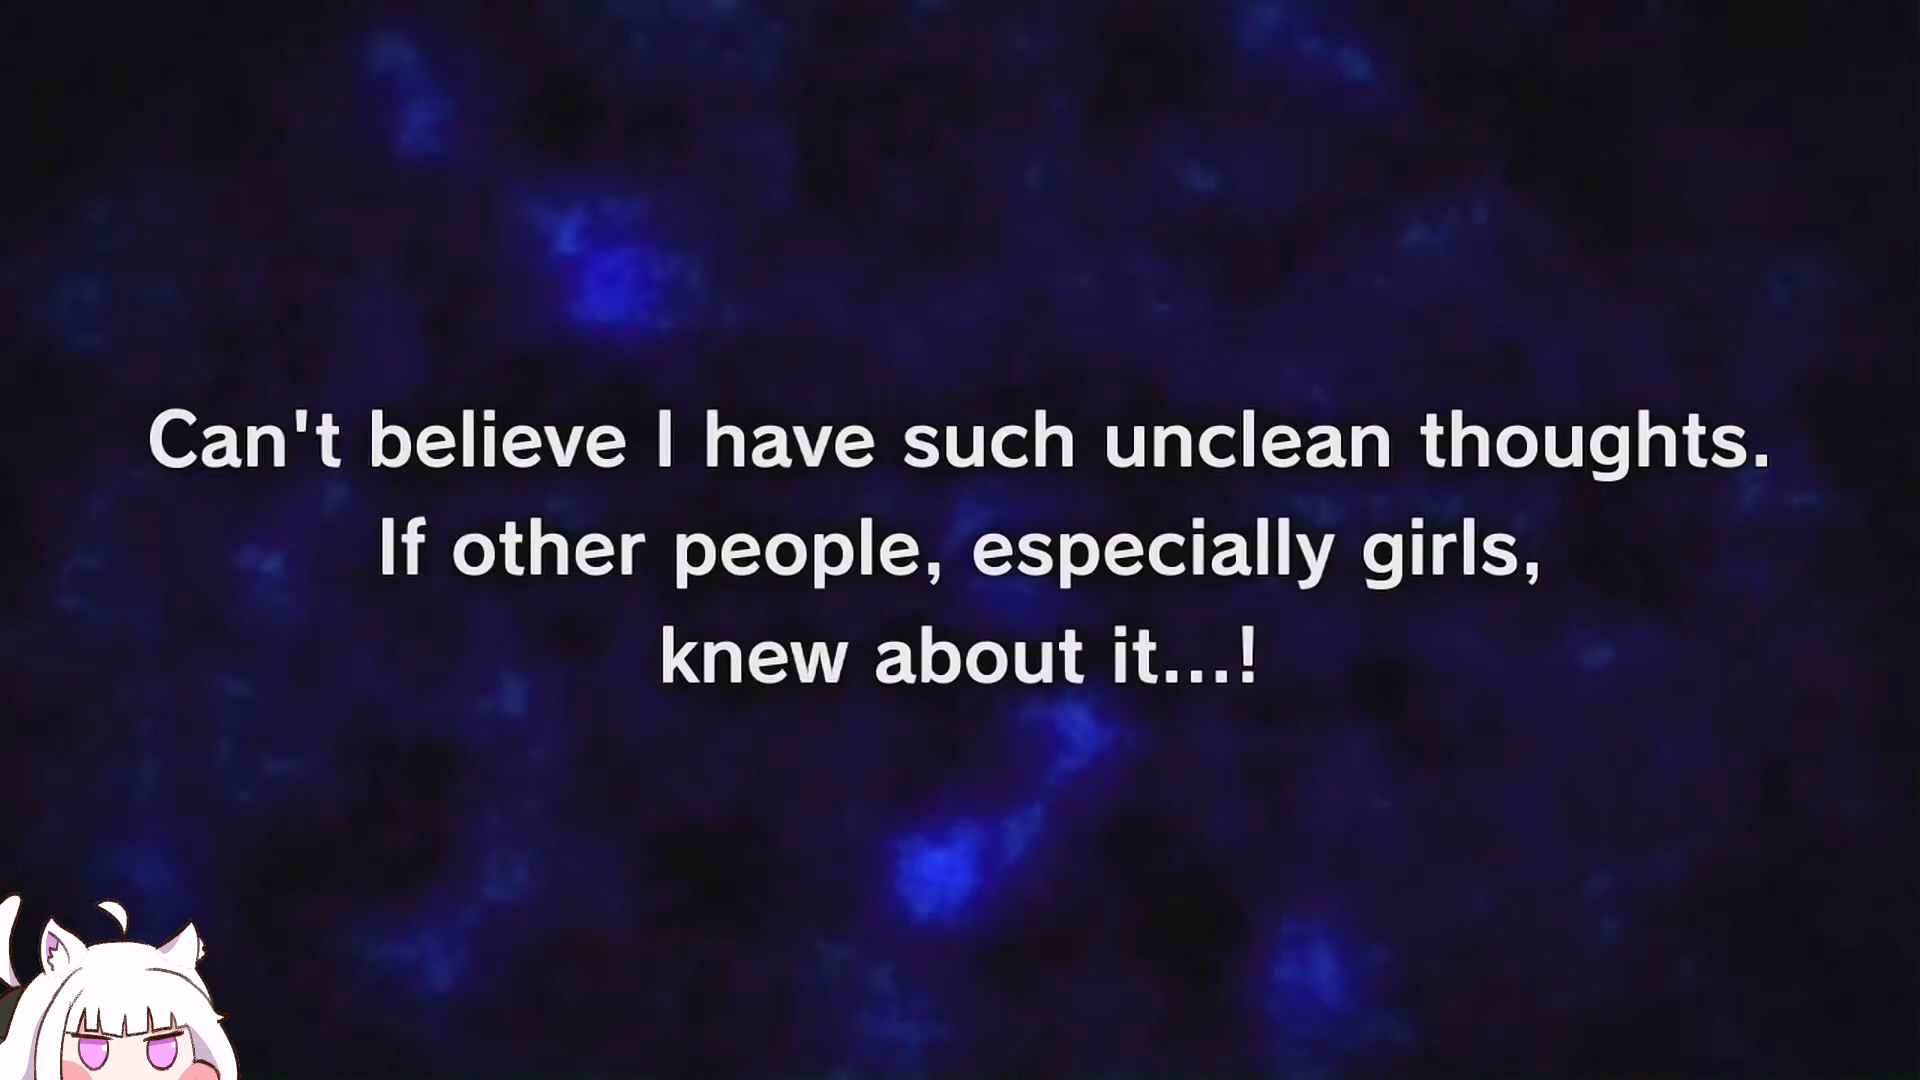 Can't believe I have such unclean thoughts.
If other people, especially girls,
knew about it...!